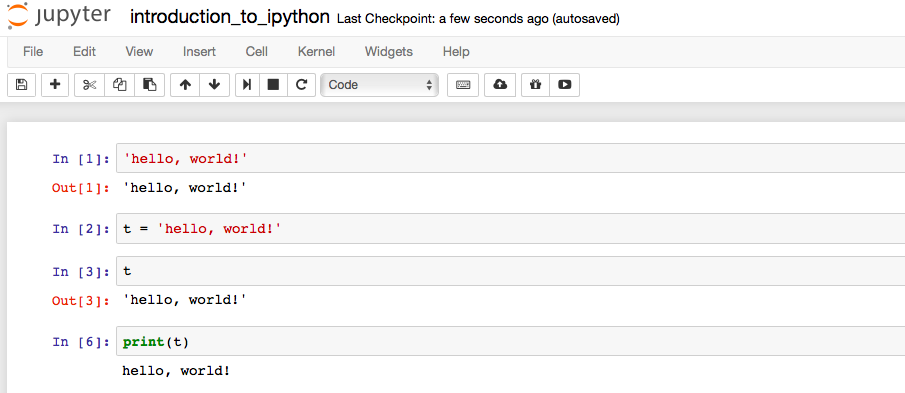 jupyter introduction_to_ipython Last Checkpoint: a few seconds ago (autosaved)
File Edit View Insert Cell Kernel Widgets Help
Code
In [1]: 'hello, world!'
Out[1]: 'hello, world!'
In [2]: t = 'hello, world!'
In [3]: t
Out[3]: 'hello, world!'
In [6]: print(t)
hello, world!